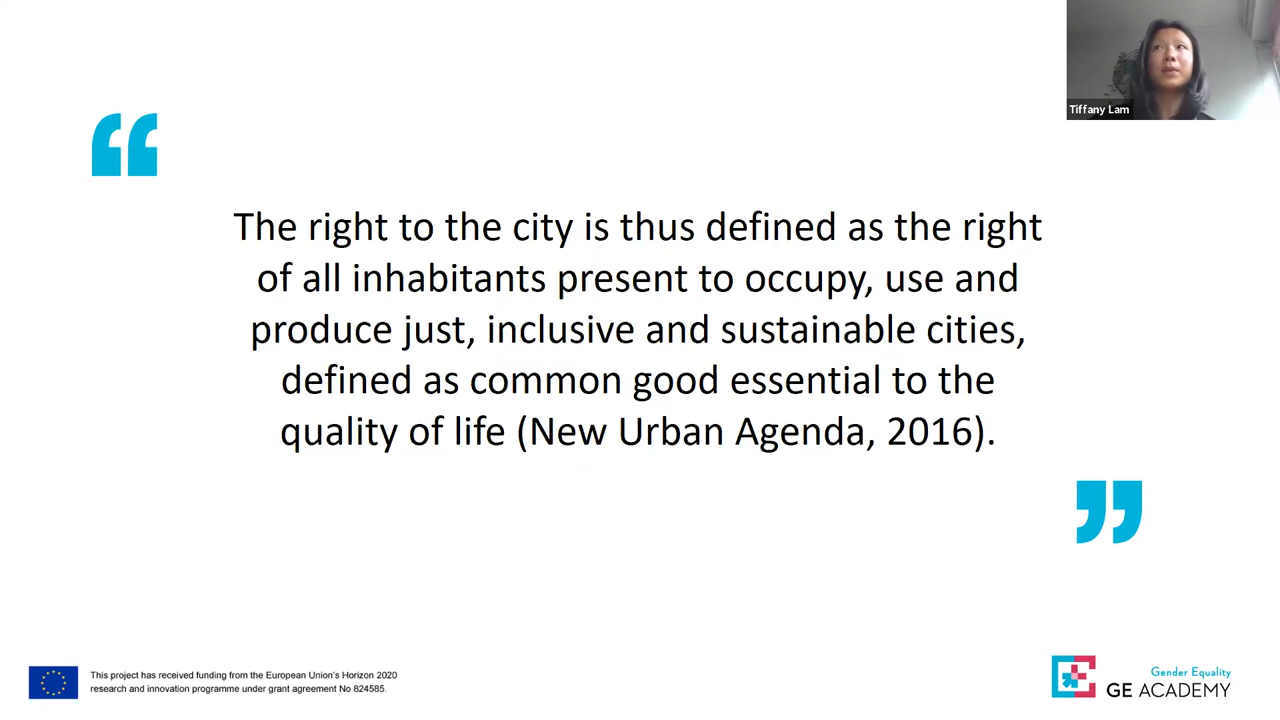 Tiffany Lam
“
The right to the city is thus defined as the right
of all inhabitants present to occupy, use and
produce just, inclusive and sustainable cities,
defined as common good essential to the
quality of life (New Urban Agenda, 2016).
”
This project has received funding from the European Union’s Horizon 2020
research and innovation programme under grant agreement No 824585.
Gender Equality
GE ACADEMY